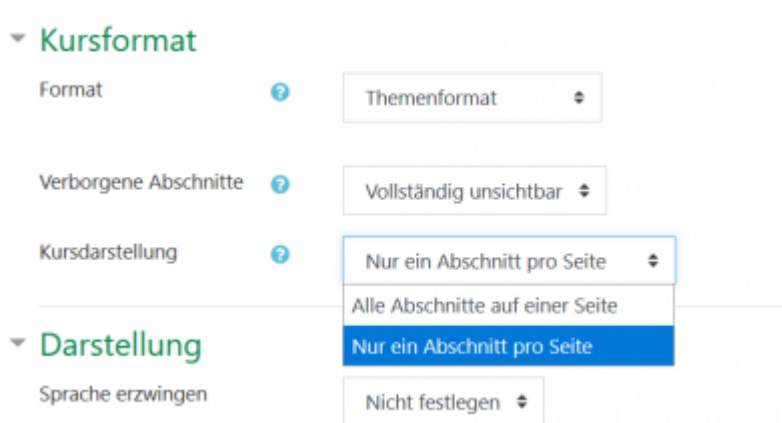 Kursformat
Format
Themenformat
Verborgene Abschnitte
Vollständig unsichtbar
Kursdarstellung
Nur ein Abschnitt pro Seite
Alle Abschnitte auf einer Seite
Nur ein Abschnitt pro Seite
Darstellung
Sprache erzwingen
Nicht festlegen